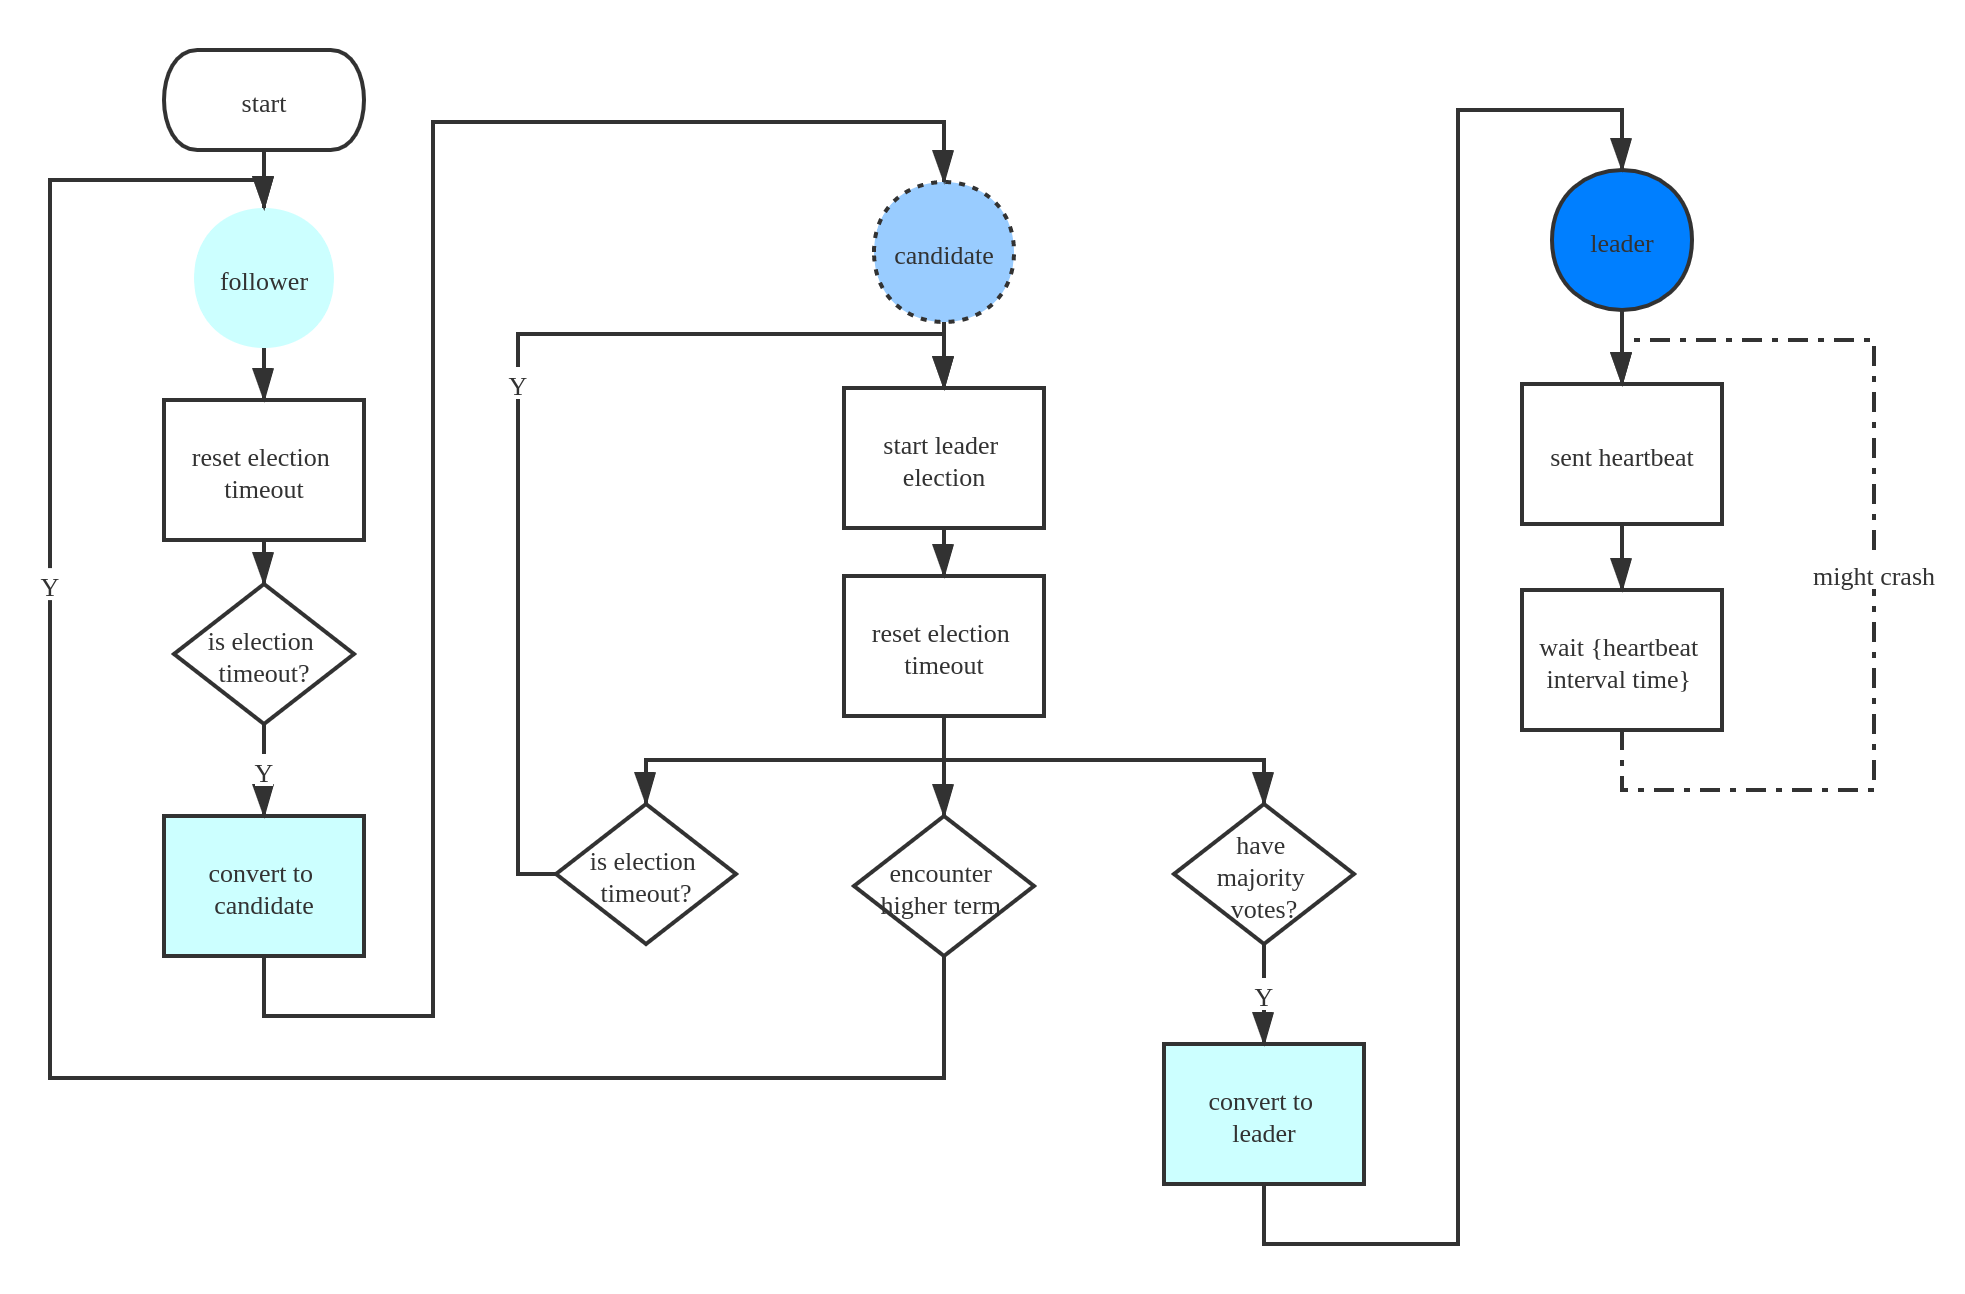 start
follower
reset election
timeout
is election
timeout?
Y
convert to
candidate
Y
candidate
Y
start leader
election
reset election
timeout
is election
timeout?
encounter
higher term
have
majority
votes?
Y
convert to
leader
leader
sent heartbeat
wait {heartbeat
interval time}
might crash